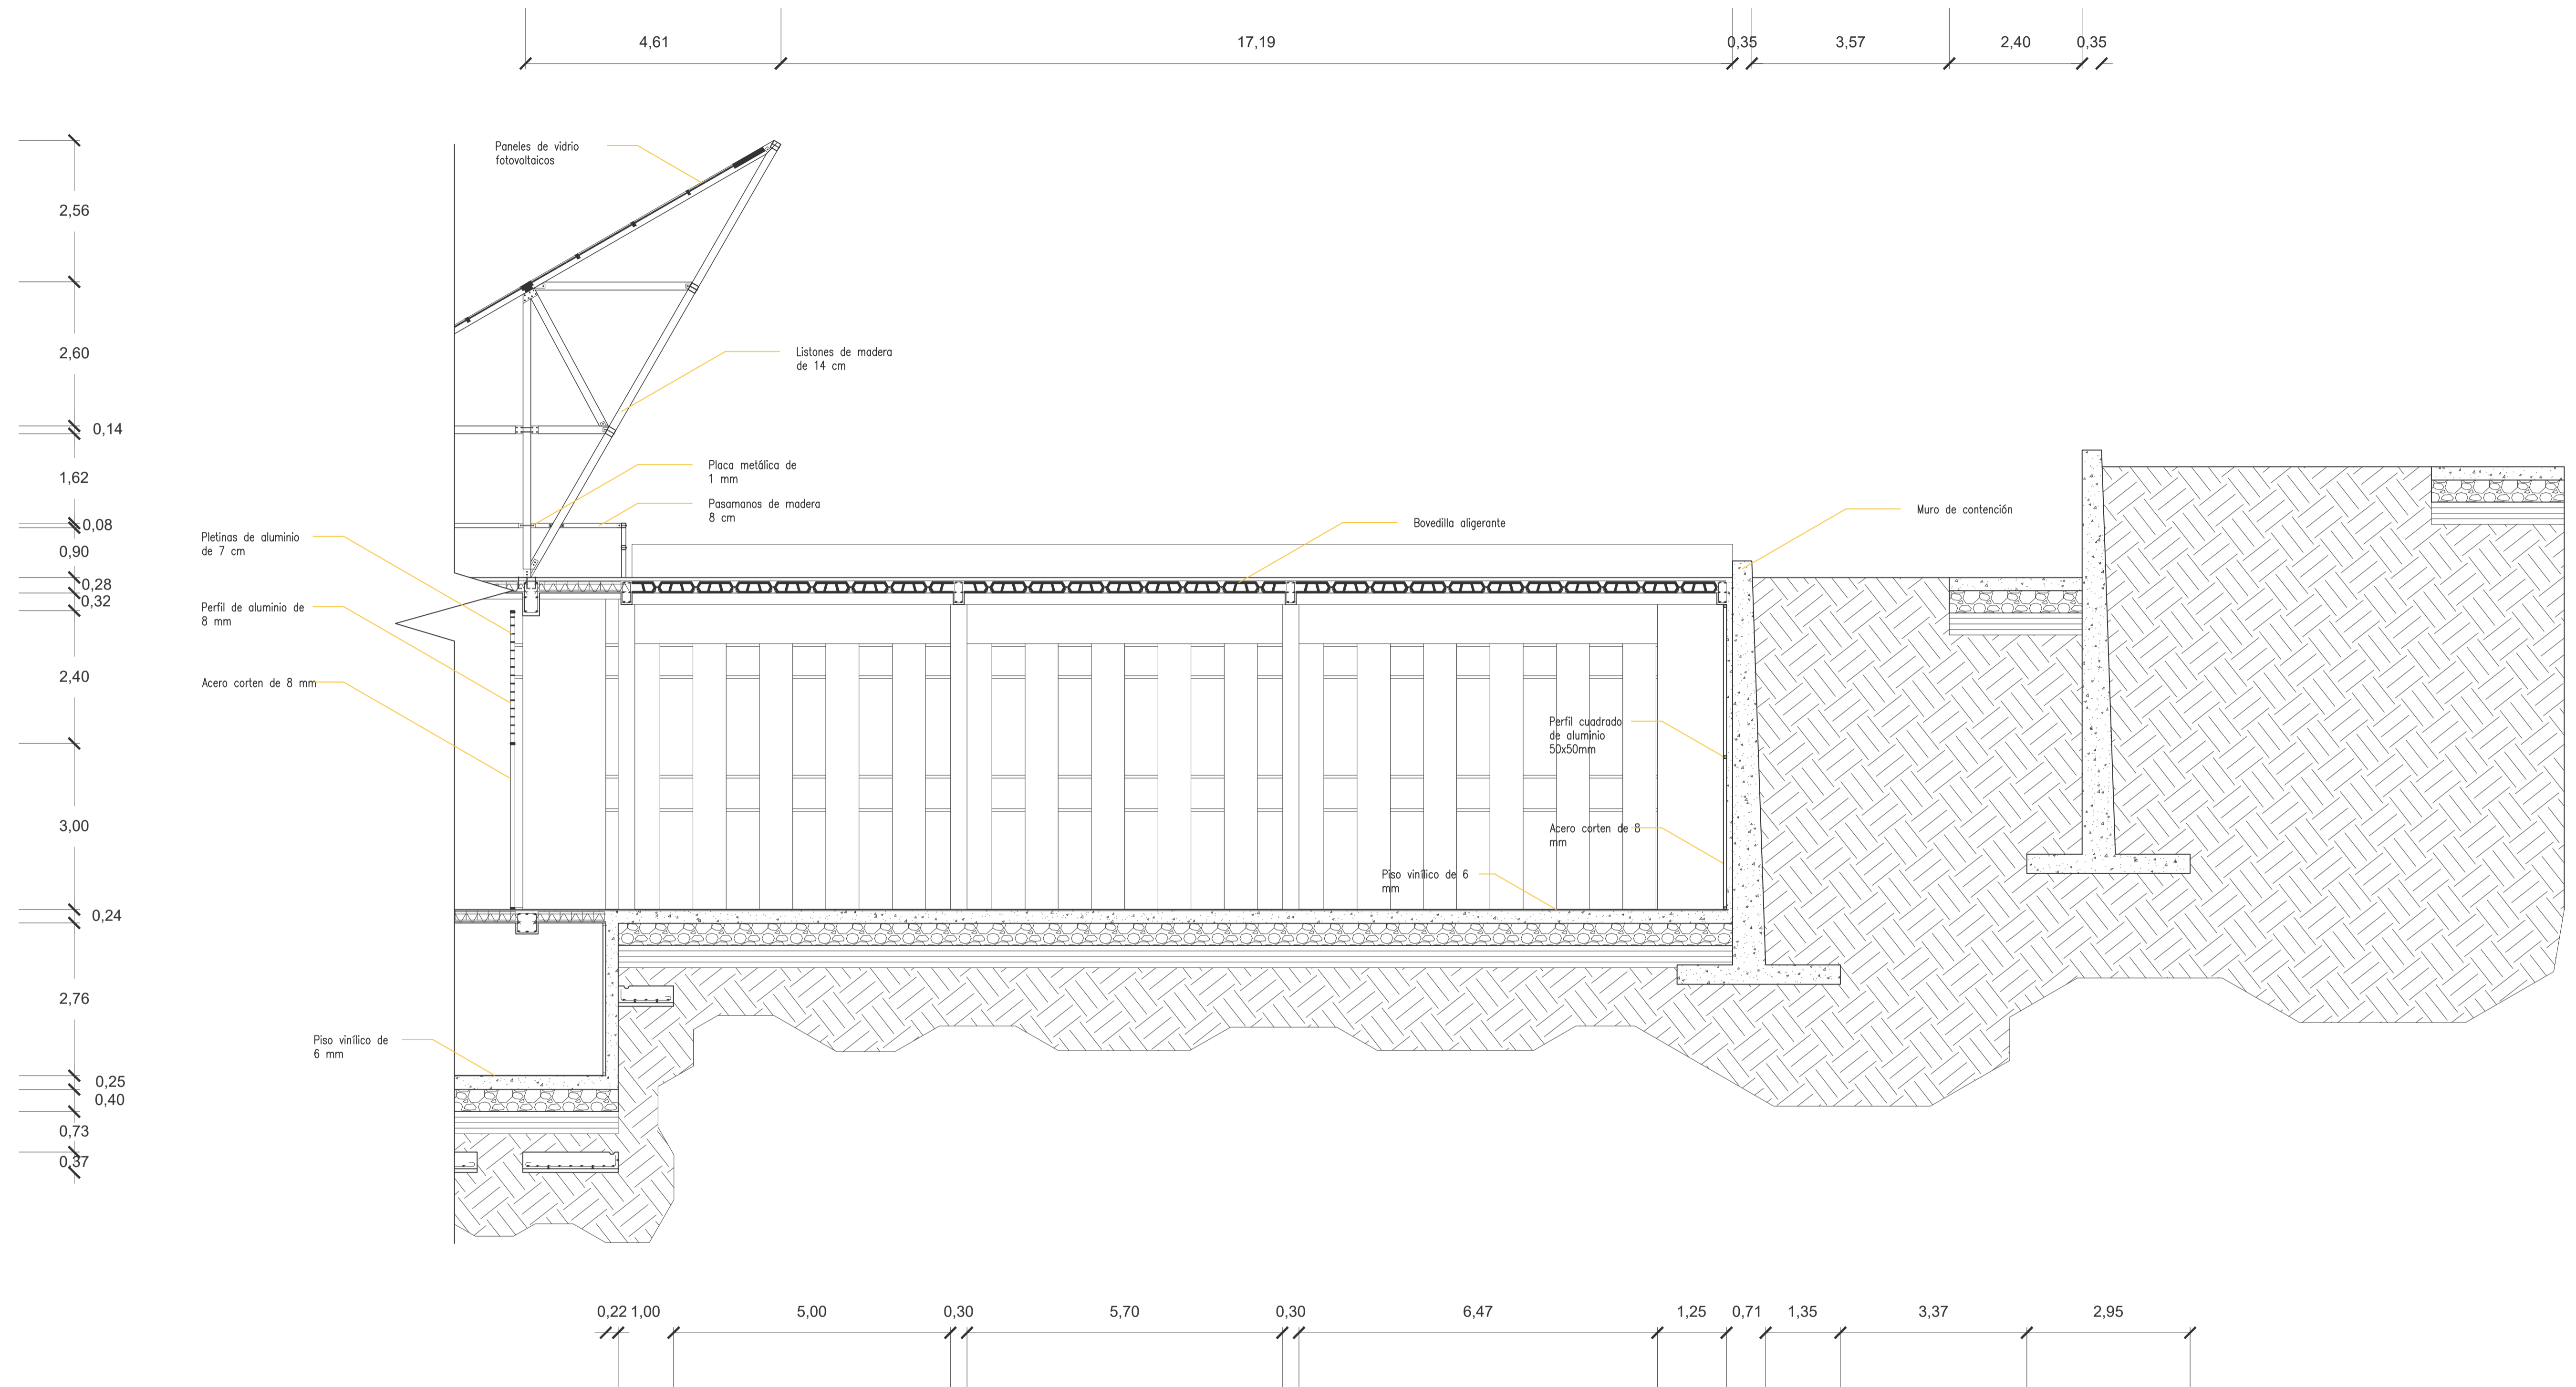 4,61
17,19
0,35
3,57
2,40
0,35
Paneles de vidrio
fotovoltaicos
2,56
2,60
Listones de madera
de 14 cm
0,14
Placa metálica de
1 mm
1,62
Pasamanos de madera
8 cm
Muro de contención
0,08
Bovedilla aligerante
Pletinas de aluminio
de 7 cm
0,90
0,28
0,32
Perfil de aluminio de
8 mm
2,40
Acero corten de 8 mm
Perfil cuadrado
de aluminio
50x50mm
3,00
Acero corten de 8
mm
Piso vinílico de 6
mm
0,24
2,76
Piso vinílico de
6 mm
0,25
0,40
0,73
0,37
0,22
1,00
5,00
0,30
5,70
0,30
6,47
1,25
0,71
1,35
3,37
2,95